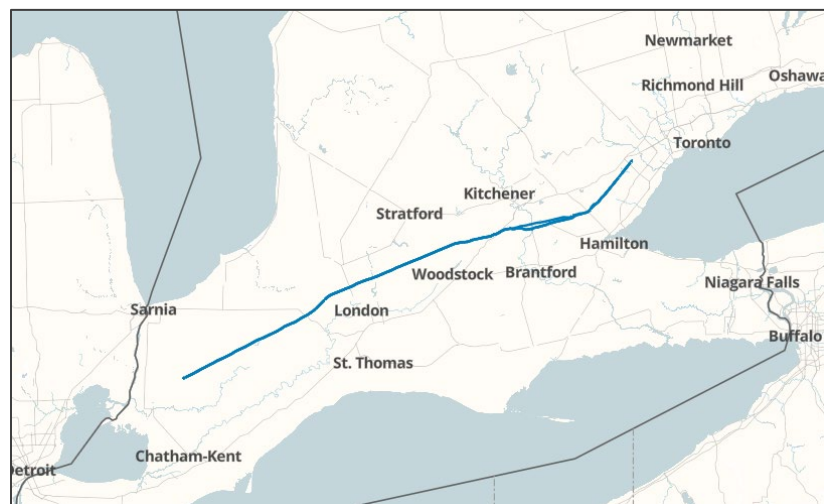 Newmarket
Oshawa
Richmond Hill
Toronto
Kitchener
Stratford
Hamilton
Woodstock
Brantford
Niagara Falls
Sarnia
London
Buffalo
St. Thomas
Chatham-Kent
Detroit